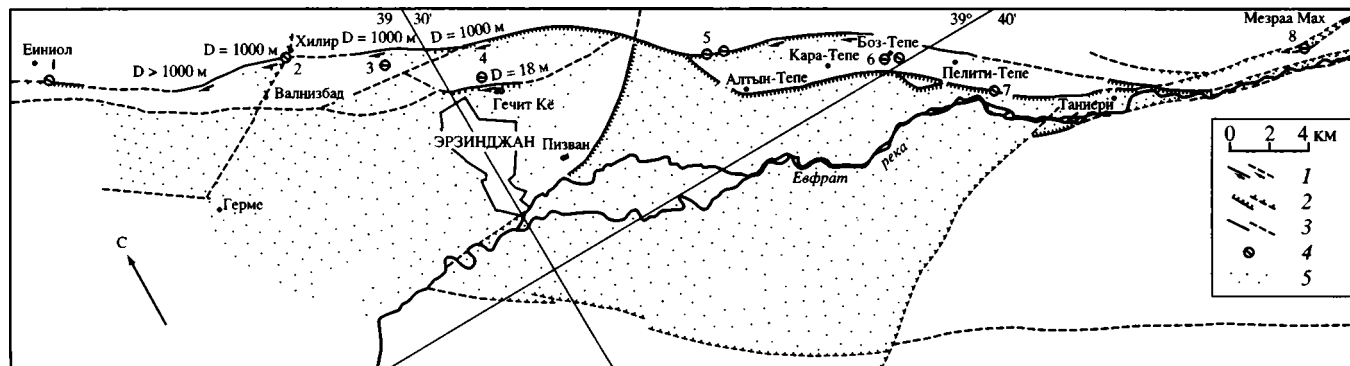 39 30' 39° 40'
Еиниол
1
D > 1000 м
D = 1000 м
Хилир
2
D = 1000 м
3
D = 1000 м
4
D = 18 м
Гечит Кё
Валнизбад
ЭРЗИНДЖАН
Пизван
Герме
С
5
Алтын-Тепе
Кара-Тепе
Боз-Тепе
6
Пелити-Тепе
7
Таниери
Мезраа Мах
8
Евфрат река
0 2 4 км
1
2
3
4
5